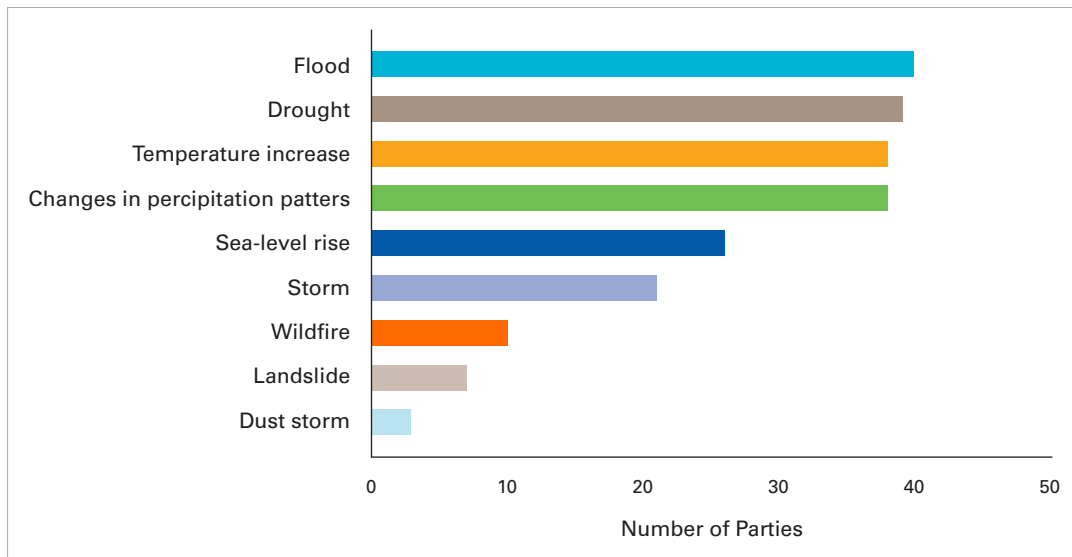 Flood
Drought
Temperature increase
Changes in percipitation patters
Sea-level rise
Storm
Wildfire
Landslide
Dust storm
0 10 20 30 40 50
Number of Parties